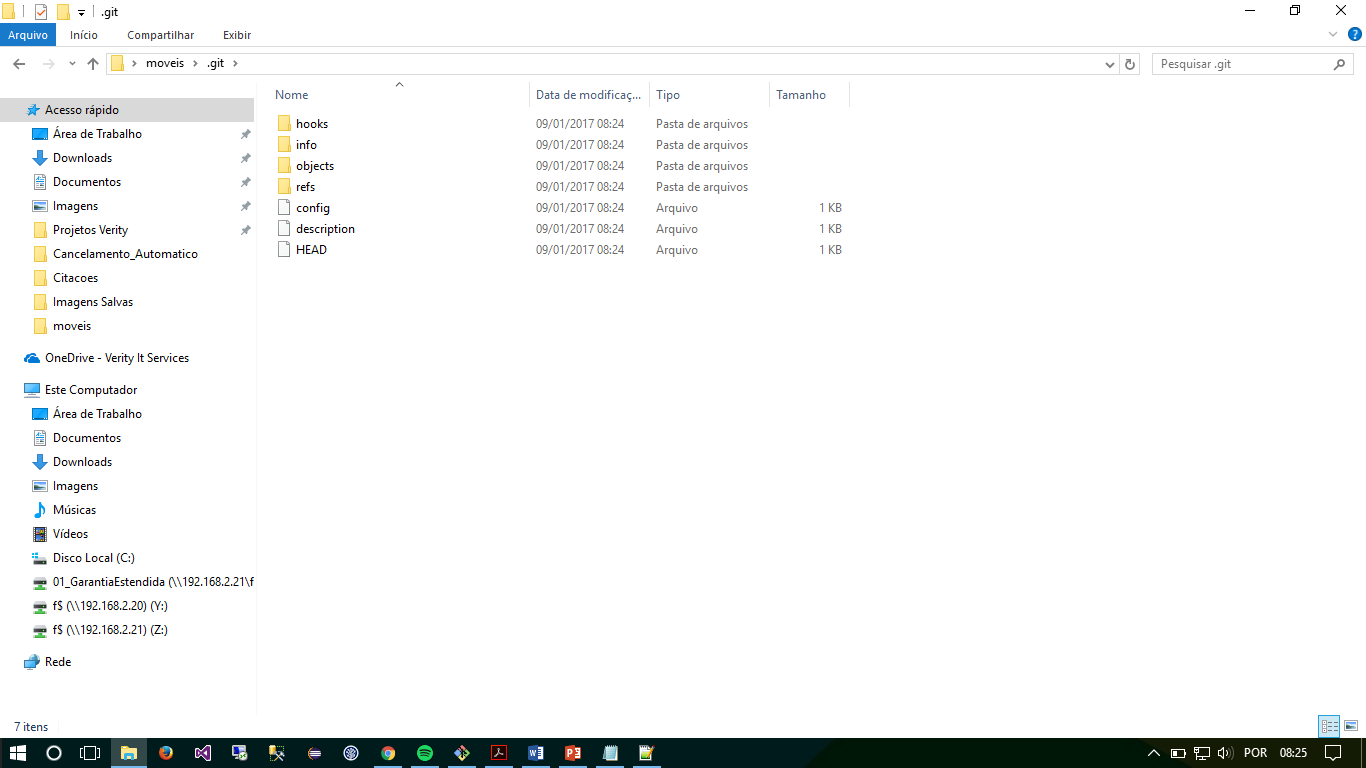 .git
Arquivo Início Compartilhar Exibir
moveis .git
Pesquisar .git
Nome Data de modificaç... Tipo Tamanho
hooks 09/01/2017 08:24 Pasta de arquivos
info 09/01/2017 08:24 Pasta de arquivos
objects 09/01/2017 08:24 Pasta de arquivos
refs 09/01/2017 08:24 Pasta de arquivos
config 09/01/2017 08:24 Arquivo 1 KB
description 09/01/2017 08:24 Arquivo 1 KB
HEAD 09/01/2017 08:24 Arquivo 1 KB
Acesso rápido
Área de Trabalho
Downloads
Documentos
Imagens
Projetos Verity
Cancelamento_Automatico
Citacoes
Imagens Salvas
moveis
OneDrive - Verity It Services
Este Computador
Área de Trabalho
Documentos
Downloads
Imagens
Músicas
Vídeos
Disco Local (C:)
01_GarantiaEstendida (\\192.168.2.21\f
f$ (\\192.168.2.20) (Y:)
f$ (\\192.168.2.21) (Z:)
Rede
7 itens
POR 08:25